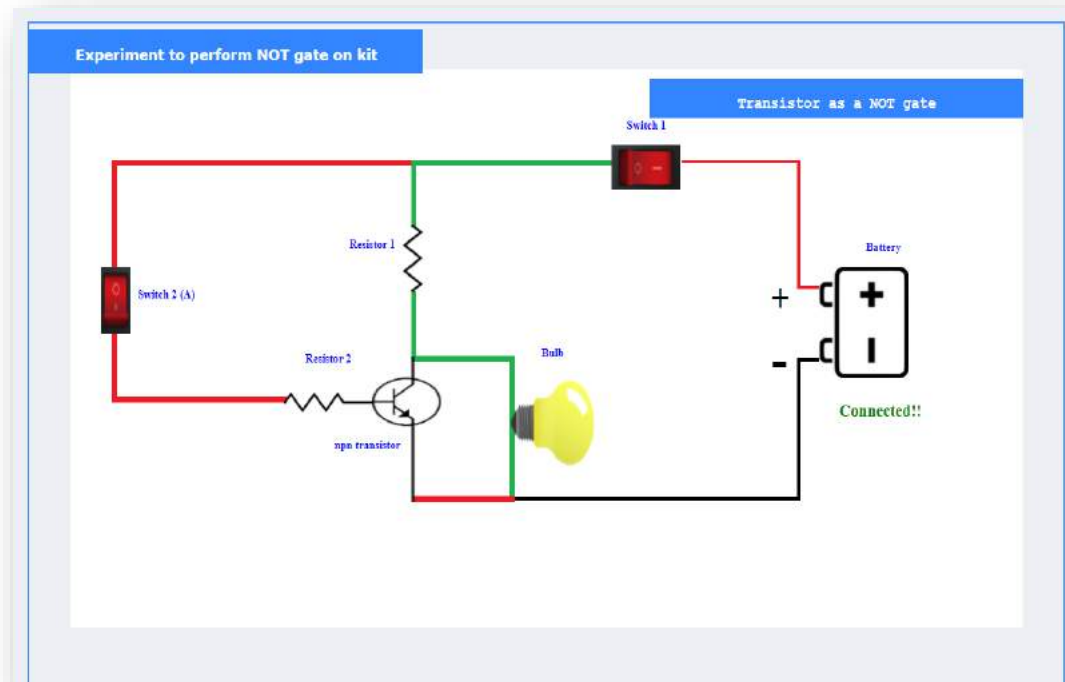 Experiment to perform NOT gate on kit
Transistor as a NOT gate
Switch 1
Resistor 1
Battery
Switch 2 (A)
+
+
-
-
Resistor 2
Bulb
Connected!!
npn transistor